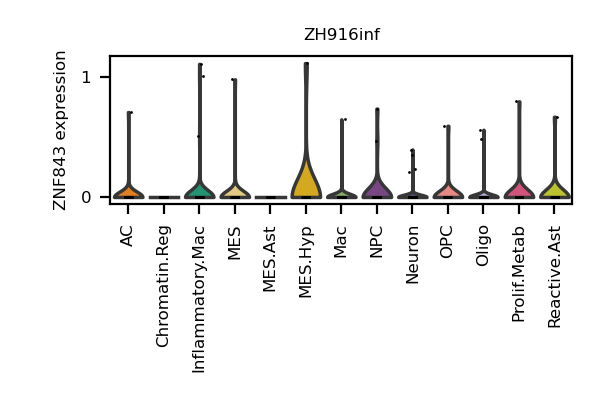 ZH916inf
ZNF843 expression
1
0
AC
Chromatin.Reg
Inflammatory.Mac
MES
MES.Ast
MES.Hyp
Mac
NPC
Neuron
OPC
Oligo
Prolif.Metab
Reactive.Ast